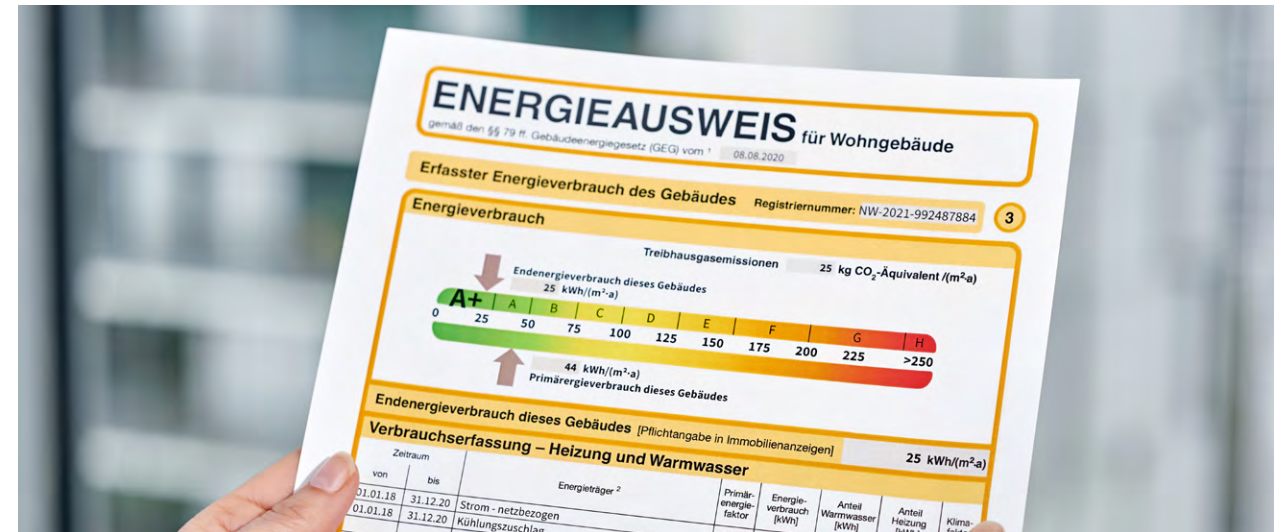 ENERGIEAUSWEIS für Wohngebäude
gemäß den §§ 79 ff. Gebäudeenergiegesetz (GEG) vom ¹ 08.08.2020
Erfasster Energieverbrauch des Gebäudes Registriernummer: NW-2021-992487884 3
Energieverbrauch
Treibhausgasemissionen 25 kg CO₂-Äquivalent /(m²·a)
Endenergieverbrauch dieses Gebäudes
25 kWh/(m²·a)
A+ A B C D E F G H
0 25 50 75 100 125 150 175 200 225 >250
44 kWh/(m²·a)
Primärergieverbrauch dieses Gebäudes
Endenergieverbrauch dieses Gebäudes [Pflichtangabe in Immobilienanzeigen] 25 kWh/(m²·a)
Verbrauchserfassung – Heizung und Warmwasser
Zeitraum
von bis
Energieträger ²
Primär-
energie-
faktor
Energie-
verbrauch
[kWh]
Anteil
Warmwasser
[kWh]
Anteil
Heizung
Klima-
01.01.18 31.12.20 Strom - netzbezogen
01.01.18 31.12.20 Kühlungszuschlag